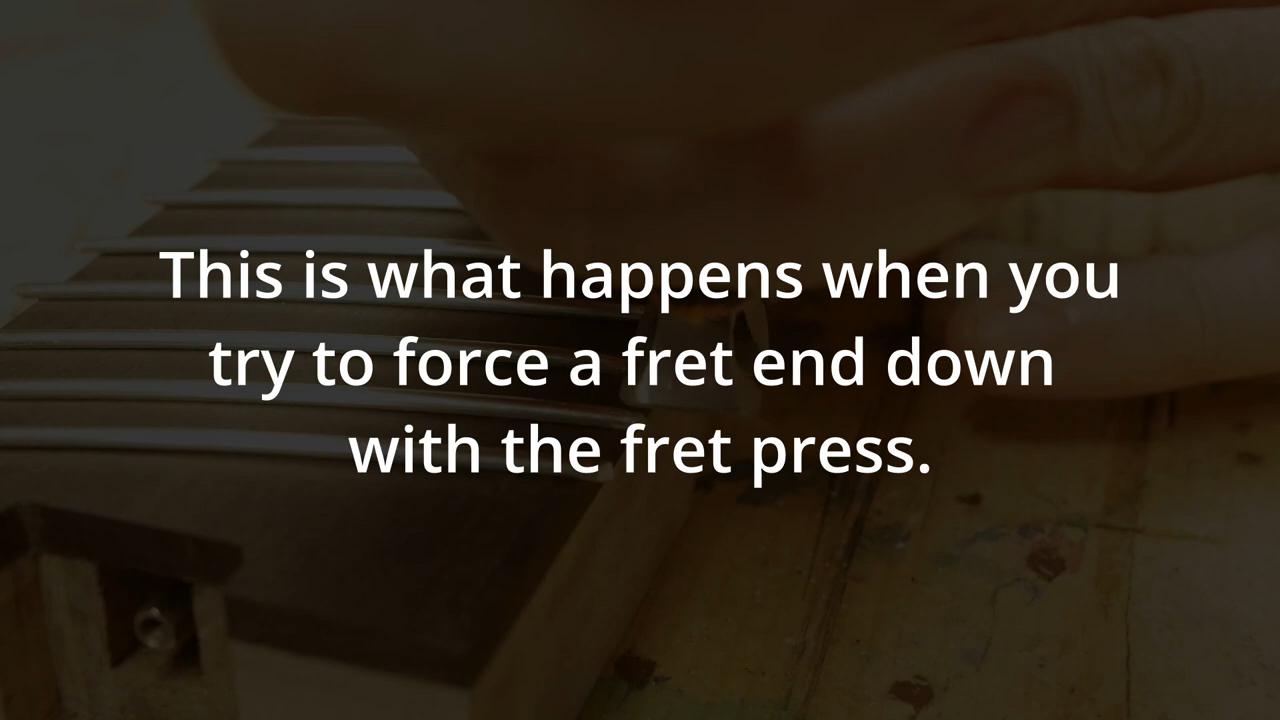 This is what happens when you
try to force a fret end down
with the fret press.